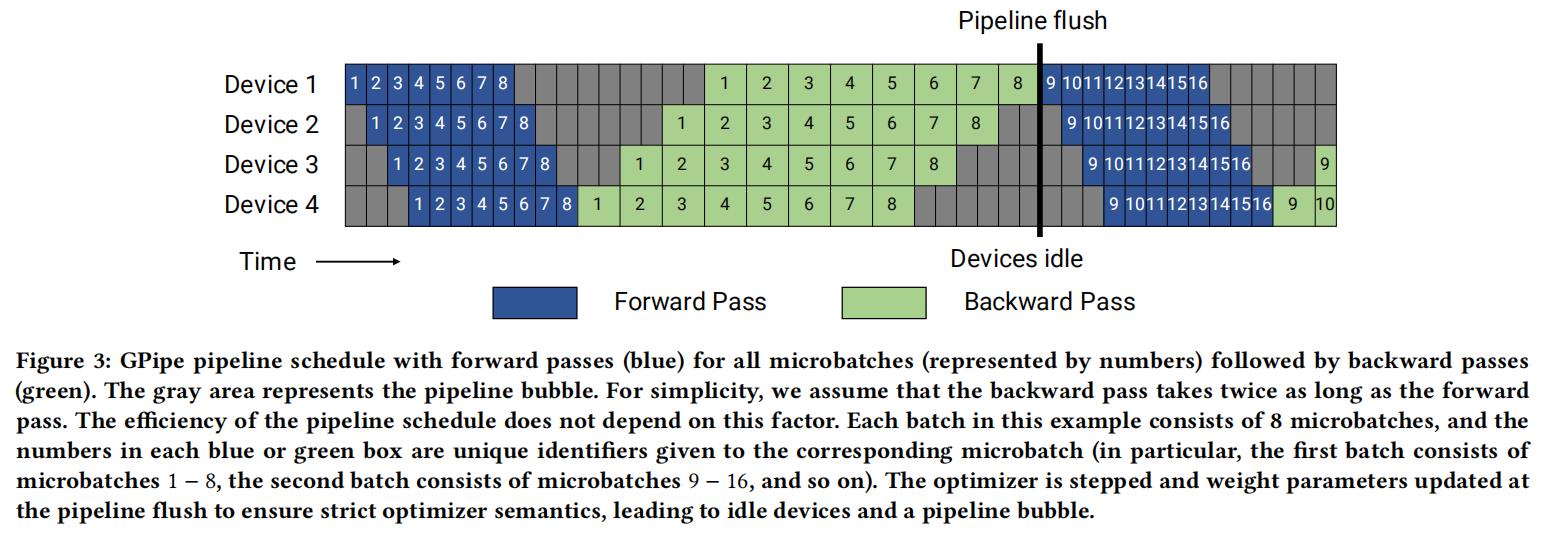 Pipeline flush
Device 1 1 2 3 4 5 6 7 8 1 2 3 4 5 6 7 8 9 10 11 12 13 14 15 16
Device 2 1 2 3 4 5 6 7 8 1 2 3 4 5 6 7 8 9 10 11 12 13 14 15 16
Device 3 1 2 3 4 5 6 7 8 1 2 3 4 5 6 7 8 9 10 11 12 13 14 15 16 9
Device 4 1 2 3 4 5 6 7 8 1 2 3 4 5 6 7 8 9 10 11 12 13 14 15 16 9 10
Time
Devices idle
Forward Pass
Backward Pass
Figure 3: GPipe pipeline schedule with forward passes (blue) for all microbatches (represented by numbers) followed by backward passes
(green). The gray area represents the pipeline bubble. For simplicity, we assume that the backward pass takes twice as long as the forward
pass. The efficiency of the pipeline schedule does not depend on this factor. Each batch in this example consists of 8 microbatches, and the
numbers in each blue or green box are unique identifiers given to the corresponding microbatch (in particular, the first batch consists of
microbatches 1 – 8, the second batch consists of microbatches 9 – 16, and so on). The optimizer is stepped and weight parameters updated at
the pipeline flush to ensure strict optimizer semantics, leading to idle devices and a pipeline bubble.